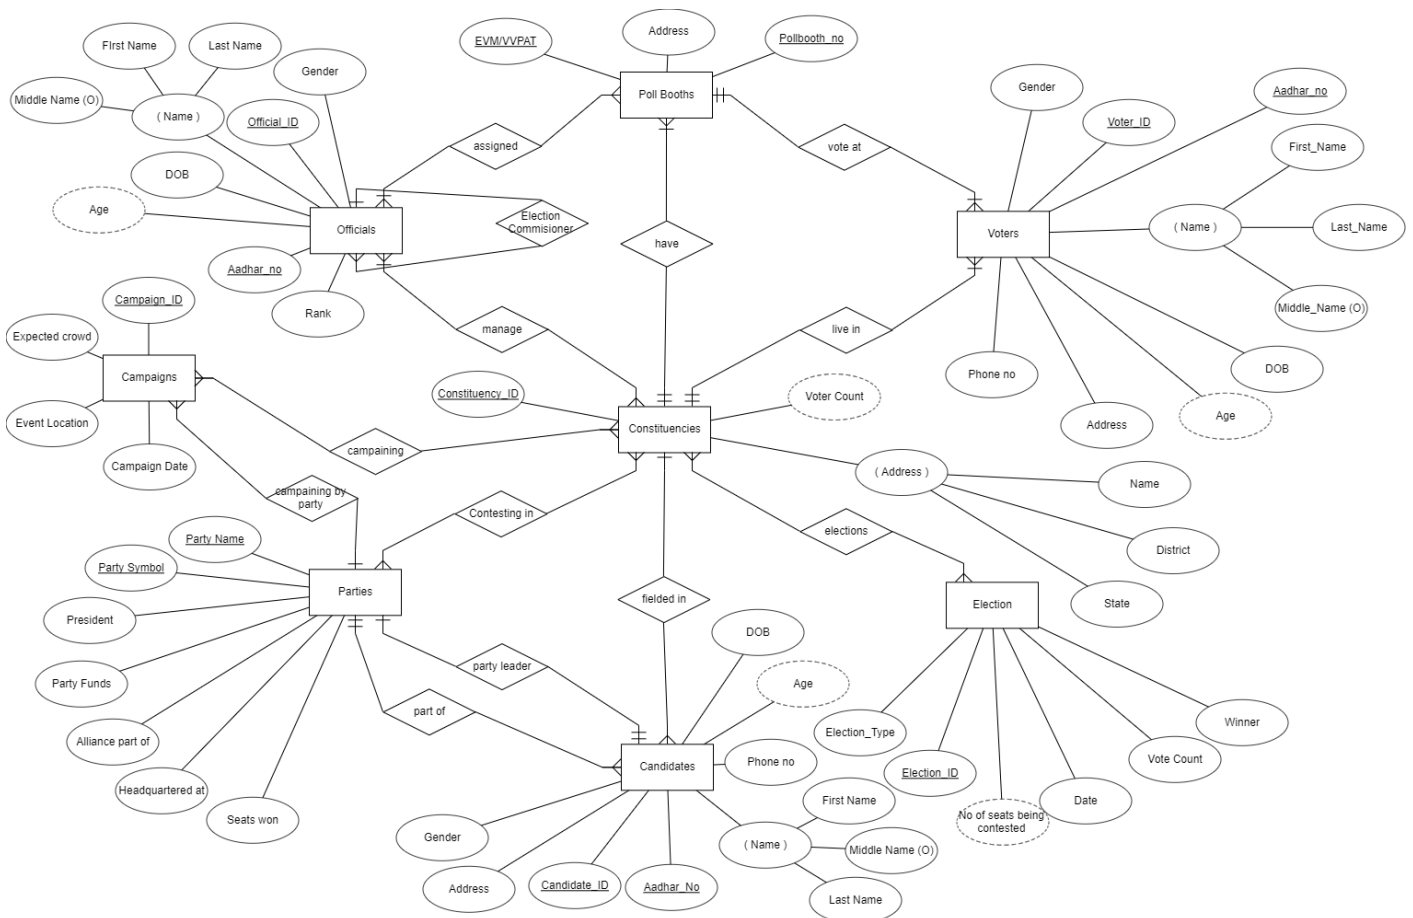 FIrst Name
Last Name
Gender
Middle Name (O)
( Name )
Official_ID
DOB
Age
Officials
Aadhar_no
Rank
Election
Commisioner
assigned
EVM/VVPAT
Address
Pollbooth_no
Poll Booths
vote at
have
Gender
Voter_ID
Aadhar_no
First_Name
( Name )
Last_Name
Middle_Name (O)
Voters
DOB
Age
Address
Phone no
live in
manage
Campaign_ID
Expected crowd
Campaigns
Event Location
Campaign Date
campaining
campaining by
party
Constituency_ID
Voter Count
Constituencies
( Address )
Name
District
State
Contesting in
elections
fielded in
Party Name
Party Symbol
President
Parties
Party Funds
Alliance part of
Headquartered at
Seats won
party leader
part of
Election
Election_Type
Election_ID
No of seats being
contested
Date
Vote Count
Winner
DOB
Age
Phone no
Candidates
Gender
Address
Candidate_ID
Aadhar_No
( Name )
First Name
Middle Name (O)
Last Name